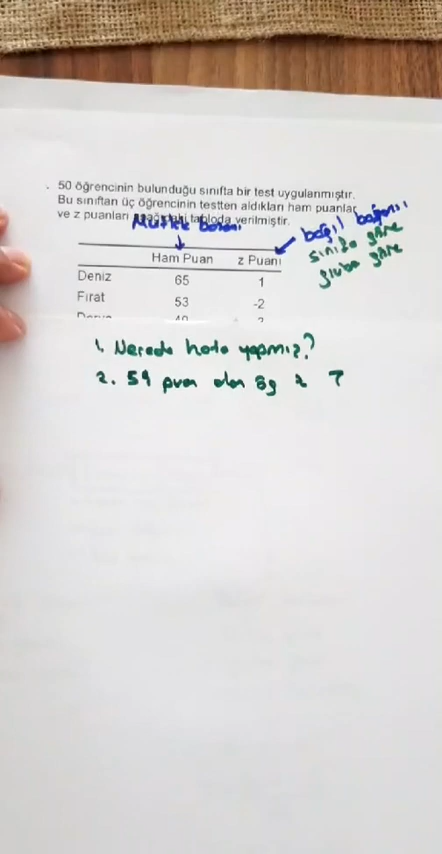 50 öğrencinin bulunduğu sınıfta bir test uygulanmıştır.
Bu sınıftan üç öğrencinin testten aldıkları ham puanlar
ve z puanları aşağıdaki tabloda verilmiştir.
Mutlak başarı
bağıl başarı
sınıfa göre
gruba göre
Ham Puan z Puanı
Deniz 65 1
Fırat 53 -2
1. Nerede hata yapmış?
2. 59 puan alan öğ z ?